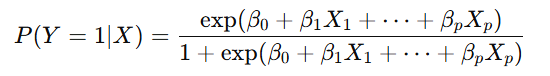 P(Y = 1|X) = exp(β₀ + β₁X₁ + ⋯ + βₚXₚ) / 1 + exp(β₀ + β₁X₁ + ⋯ + βₚXₚ)